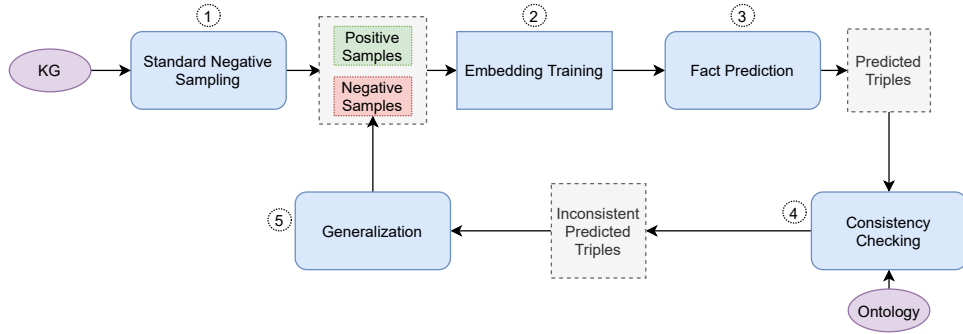 1
2
3
KG
Standard Negative
Sampling
Positive
Samples
Negative
Samples
Embedding Training
Fact Prediction
Predicted
Triples
5
Generalization
Inconsistent
Predicted
Triples
4
Consistency
Checking
Ontology